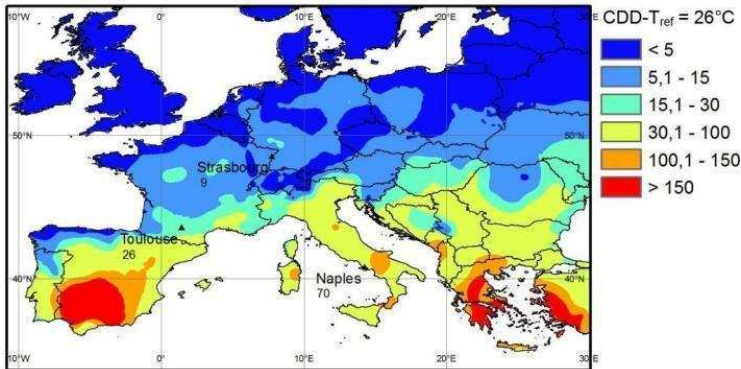 10°W 0° 10°E 20°E 30°E
CDD-Tref = 26°C
< 5
5,1 - 15
15,1 - 30
30,1 - 100
100,1 - 150
> 150
50°N 50°N
Strasbourg
9
Toulouse
26
40°N 40°N
Naples
70
10°W 0° 10°E 20°E 30°E